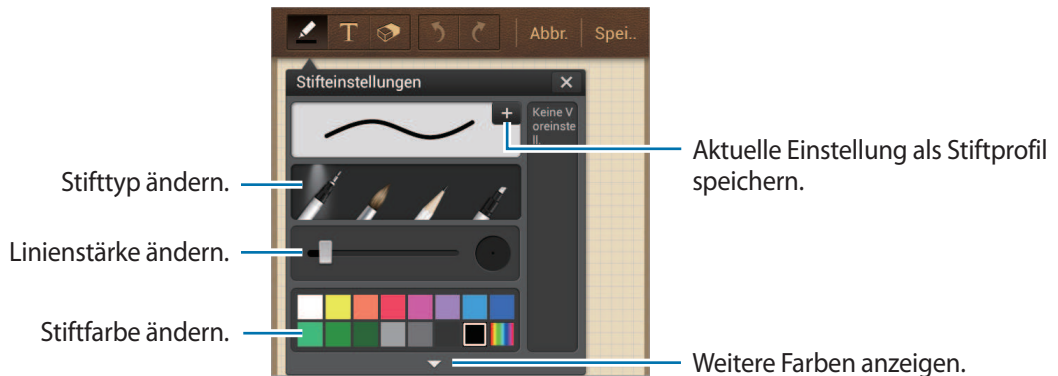 T
Abbr.
Spei..
Stifteinstellungen
Keine V
oreinste
ll.
Aktuelle Einstellung als Stiftprofil
speichern.
Stifttyp ändern.
Linienstärke ändern.
Stiftfarbe ändern.
Weitere Farben anzeigen.